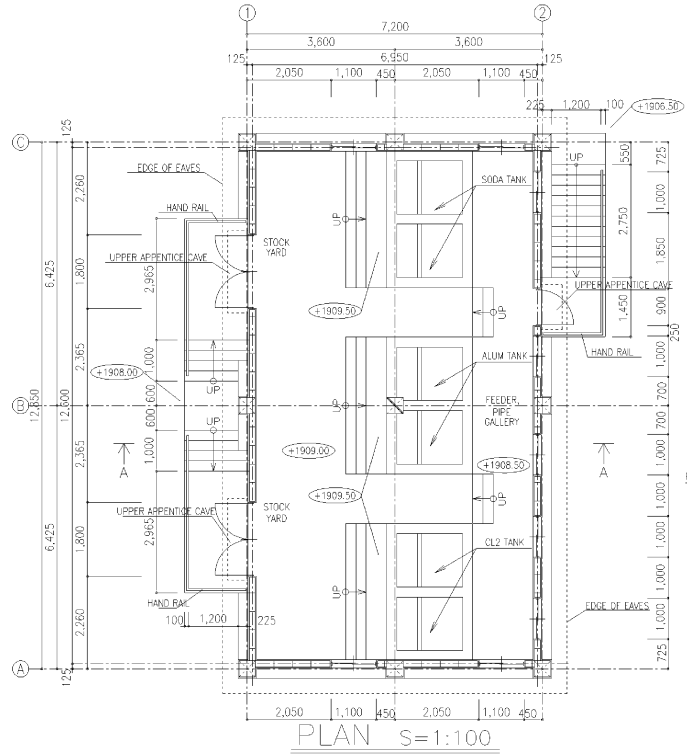 1
2
7,200
3,600
3,600
6,950
125
125
2,050
1,100
450
2,050
1,100
450
225
1,200
100
+1906.50
C
125
UP
550
725
2,260
EDGE OF EAVES
SODA TANK
1,000
HAND RAIL
UP
2,750
STOCK
YARD
1,850
UPPER APPENTICE CAVE
6,425
1,800
2,965
UPPER APPENTICE CAVE
+1909.50
UP
1,450
900
250
2,365
1,000
HAND RAIL
1,000
ALUM TANK
+1908.00
UP
600
700
B
12,850
12,600
UP
FEEDER,
PIPE
GALLERY
600
UP
700
A
2,365
1,000
+1909.00
+1908.50
1,000
A
+1909.50
UP
1,000
UPPER APPENTICE CAVE
STOCK
YARD
6,425
1,800
2,965
CL2 TANK
1,000
1,000
HAND RAIL
UP
EDGE OF EAVES
1,000
100
1,200
225
2,260
725
A
125
2,050
1,100
450
2,050
1,100
450
PLAN S=1:100